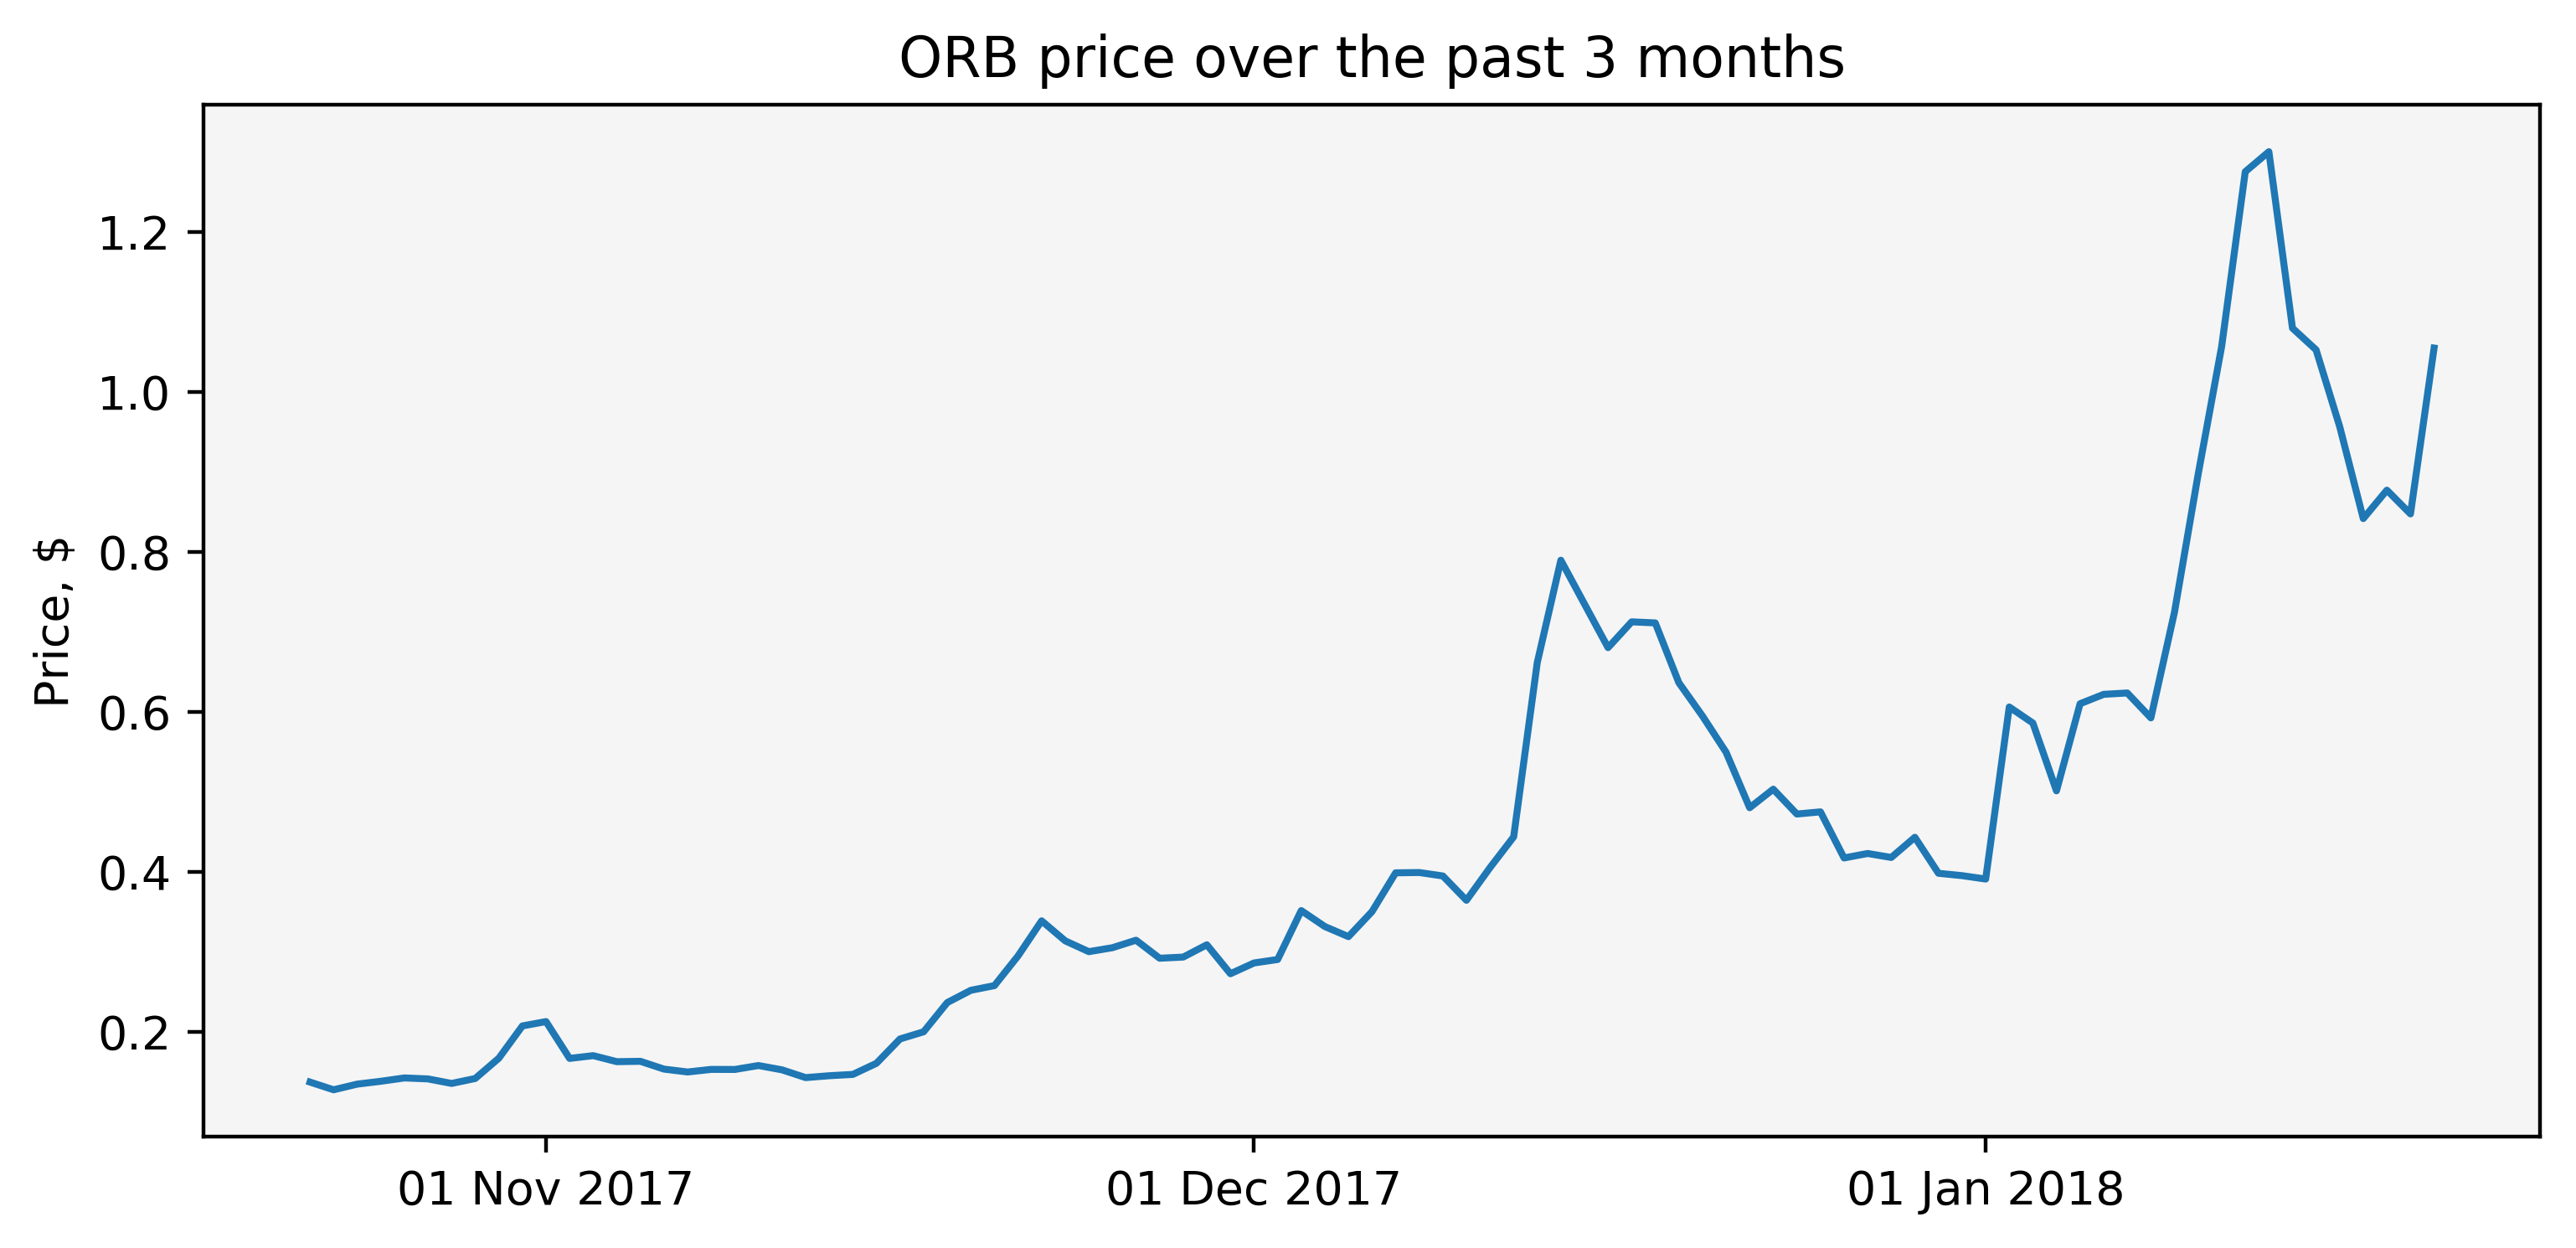 ORB price over the past 3 months
Price, $
1.2
1.0
0.8
0.6
0.4
0.2
01 Nov 2017
01 Dec 2017
01 Jan 2018